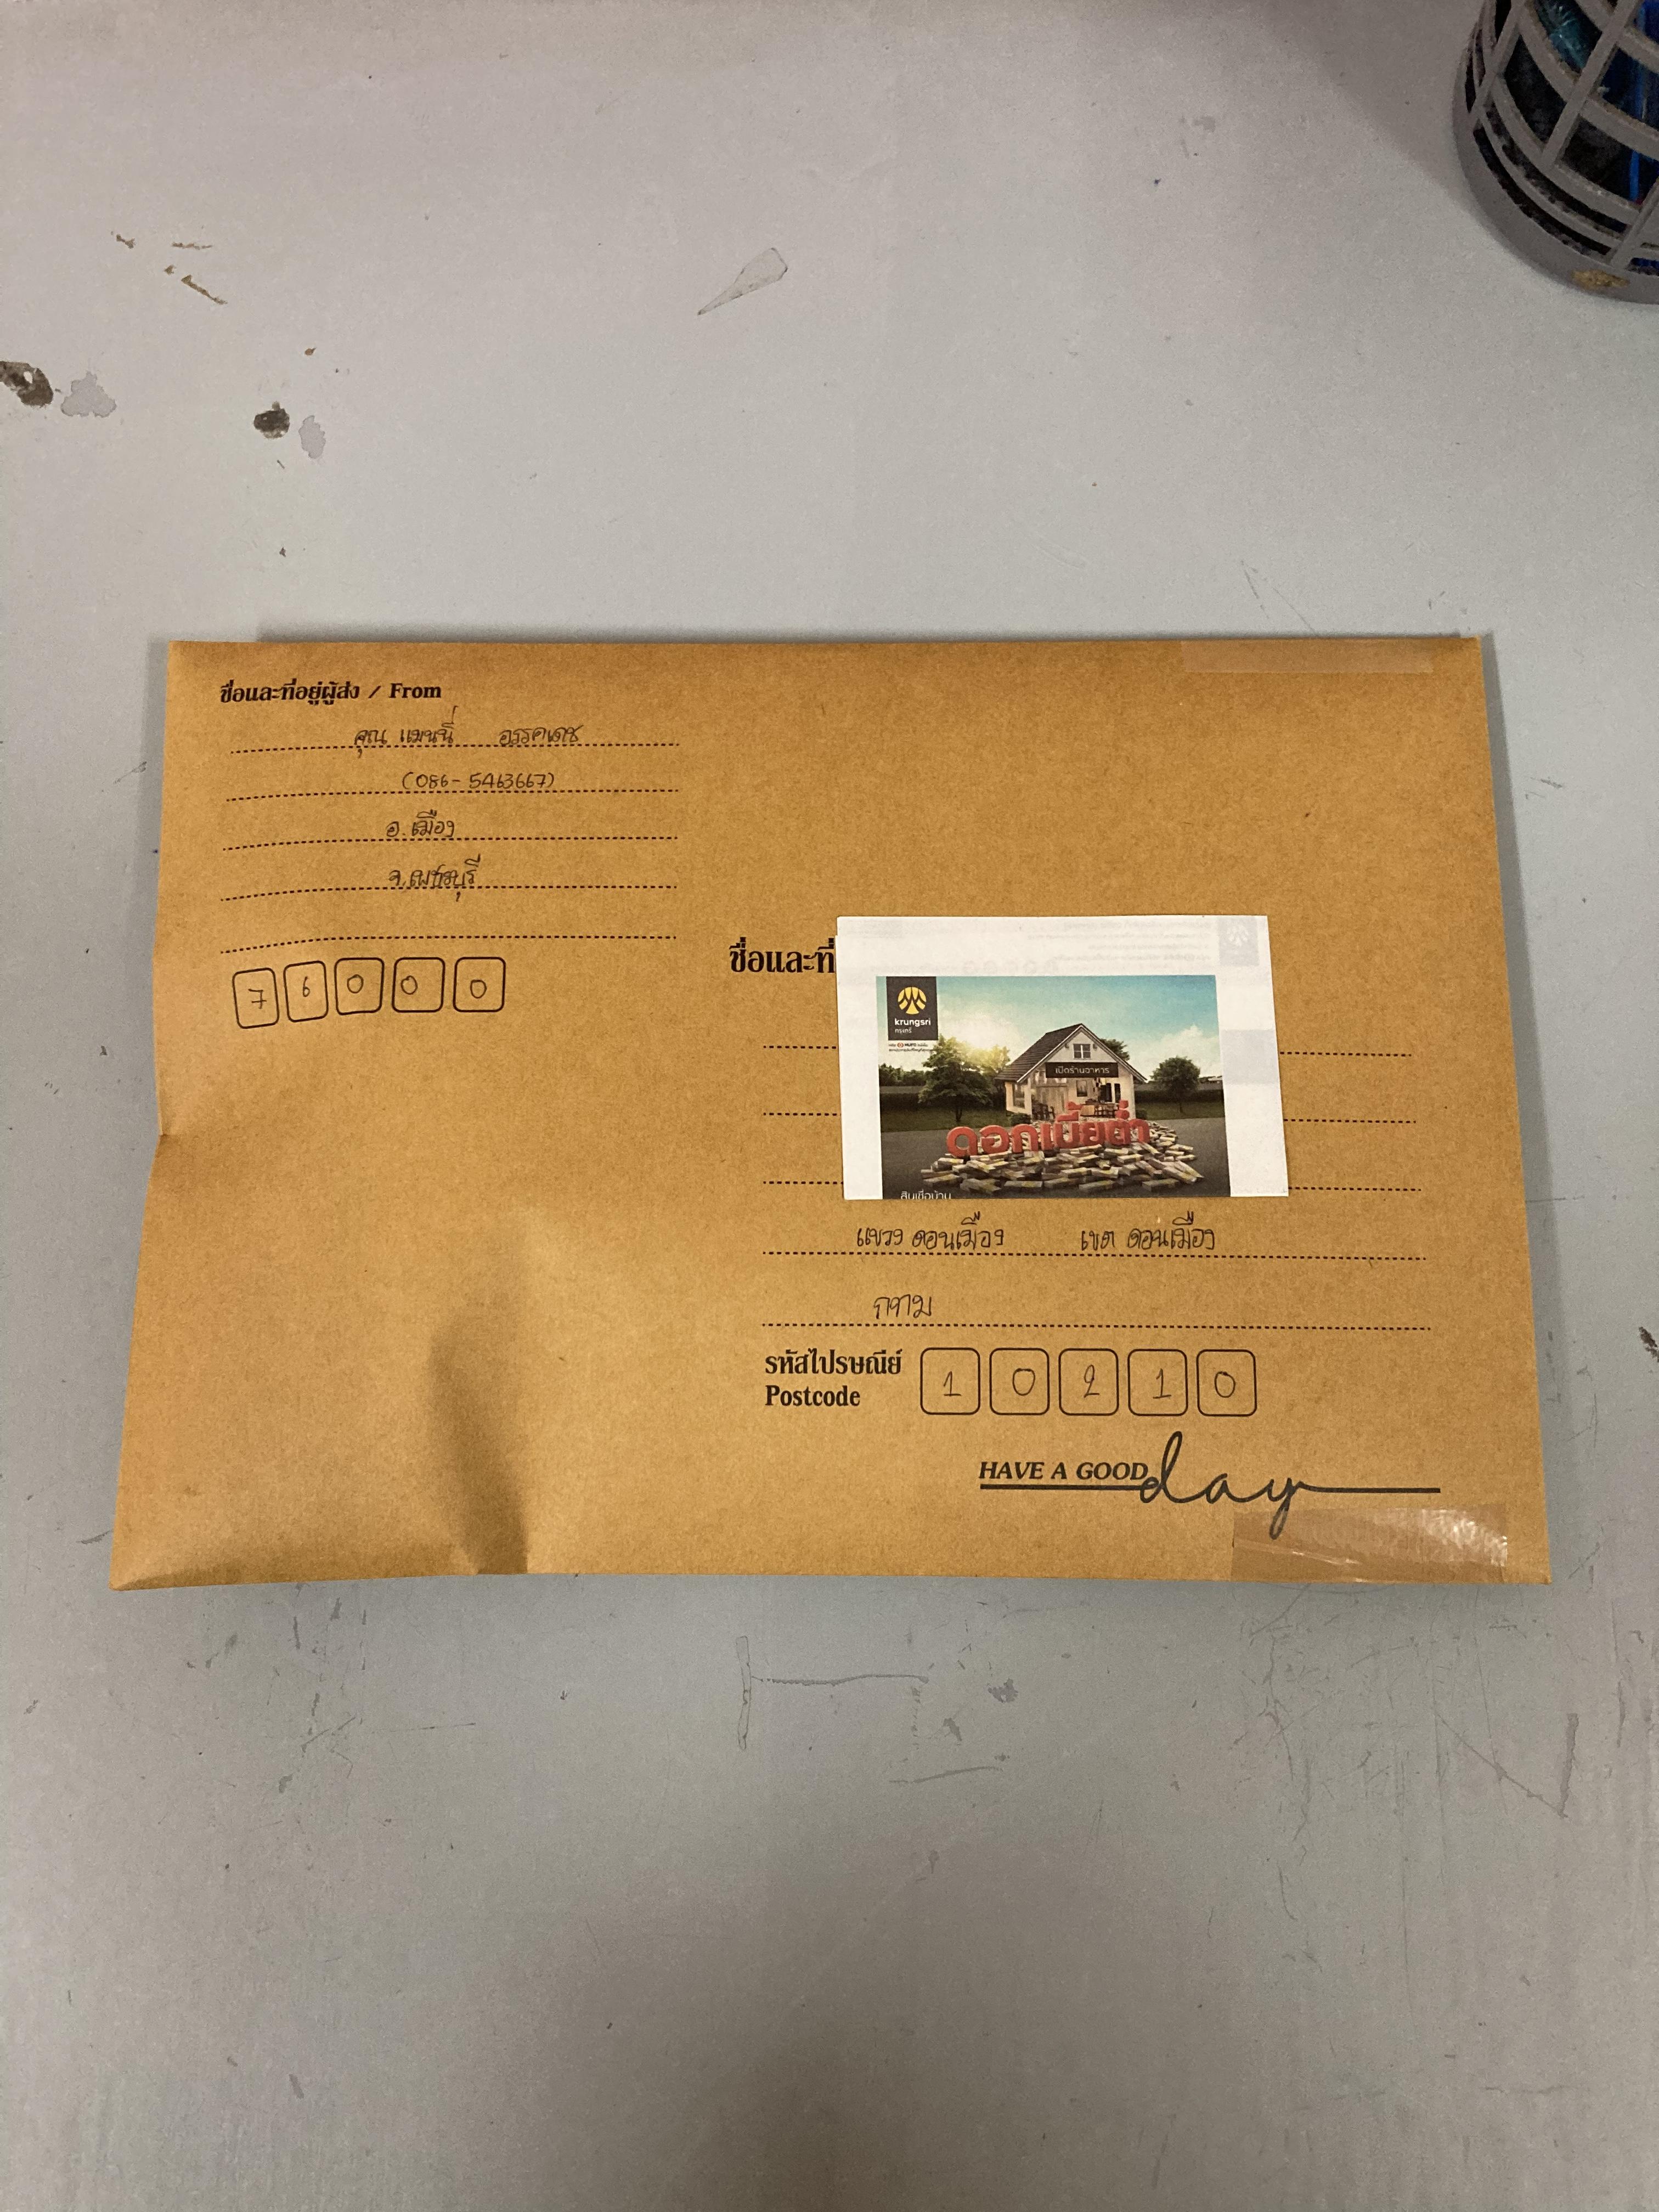 ชื่อและที่อยู่ผู้ส่ง / From
คุณ แมนนี่ อรรคเดช
(086-5463667)
อ.เมือง
จ.เพชรบุรี
76000
ชื่อและที่
krungsri
กรุงศรี
เปิดร้านอาหาร
ดอกเบี้ยต่ำ
สินเชื่อบ้าน
แขวง ดอนเมือง เขต ดอนเมือง
กทม
รหัสไปรษณีย์ 10210
Postcode
HAVE A GOOD day